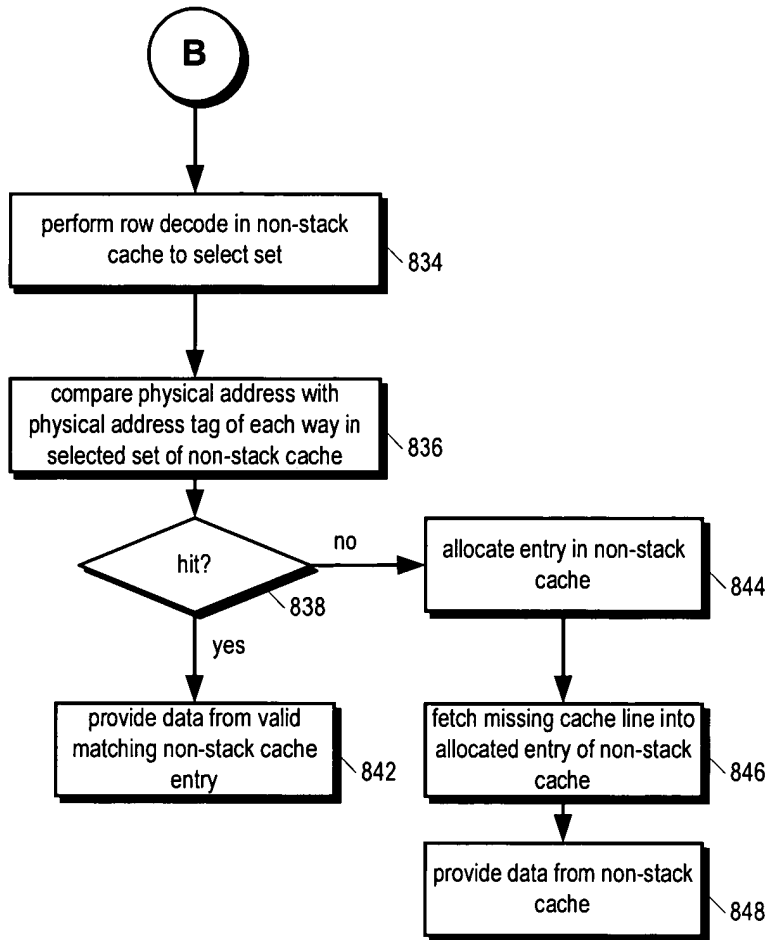 B
perform row decode in non-stack
cache to select set
834
compare physical address with
physical address tag of each way in
selected set of non-stack cache
836
hit?
no
838
yes
allocate entry in non-stack
cache
844
provide data from valid
matching non-stack cache
entry
842
fetch missing cache line into
allocated entry of non-stack
cache
846
provide data from non-stack
cache
848